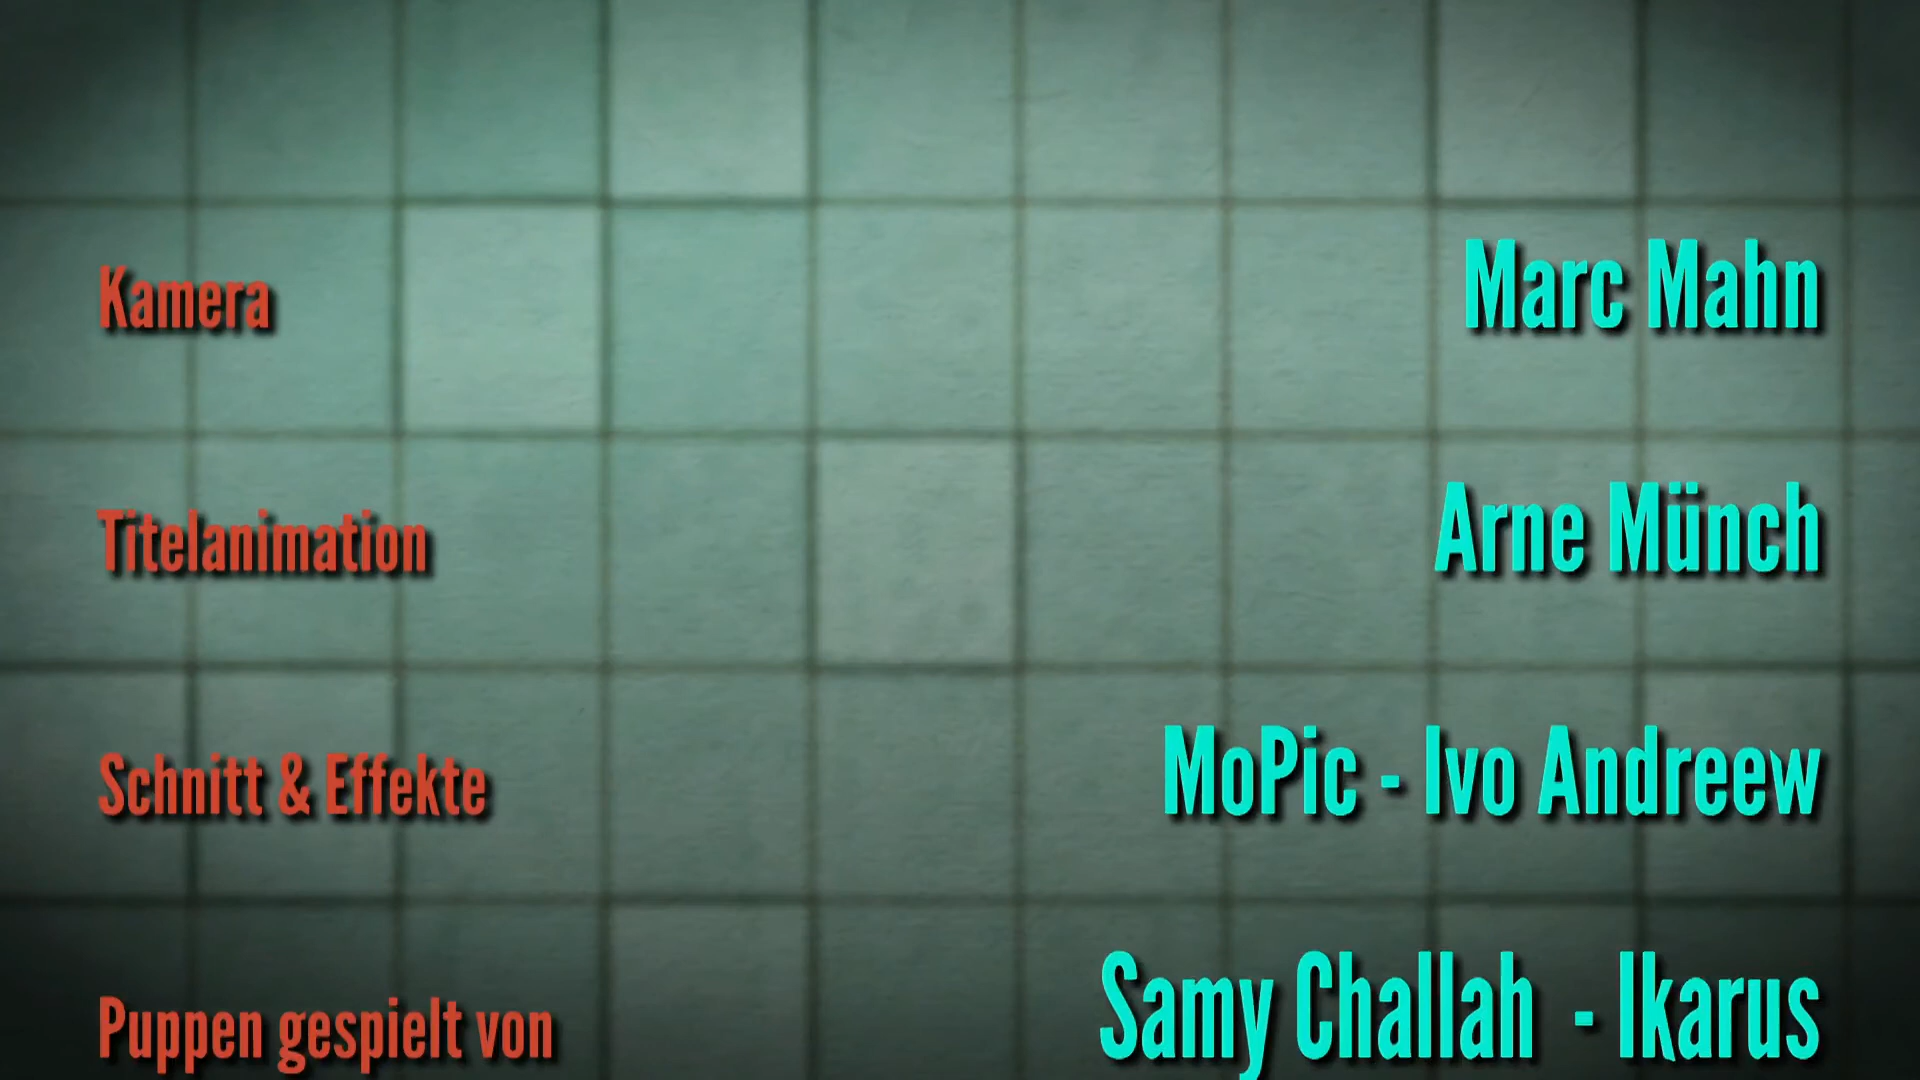 Kamera
Marc Mahn
Titelanimation
Arne Münch
Schnitt & Effekte
MoPic - Ivo Andreew
Puppen gespielt von
Samy Challah - Ikarus